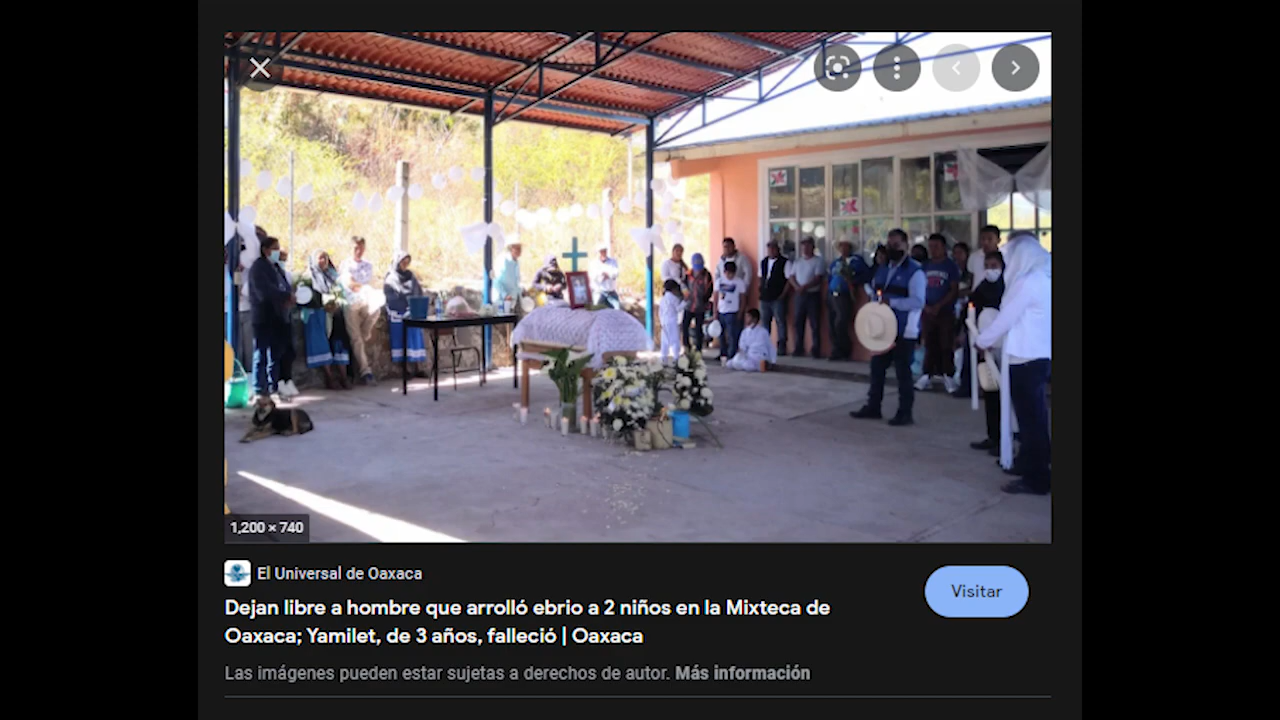 1,200 × 740
El Universal de Oaxaca
Visitar
Dejan libre a hombre que arrolló ebrio a 2 niños en la Mixteca de
Oaxaca; Yamilet, de 3 años, falleció | Oaxaca
Las imágenes pueden estar sujetas a derechos de autor. Más información